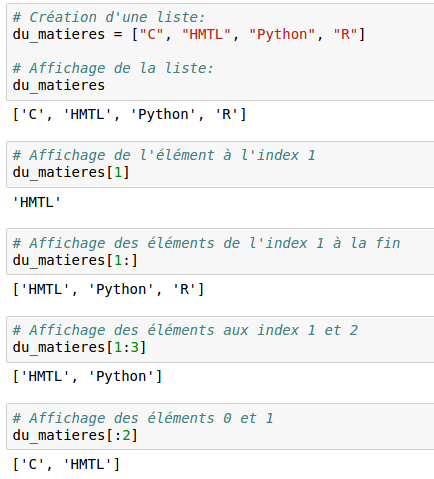 # Création d'une liste:
du_matieres = ["C", "HMTL", "Python", "R"]
# Affichage de la liste:
du_matieres
['C', 'HMTL', 'Python', 'R']
# Affichage de l'élément à l'index 1
du_matieres[1]
'HMTL'
# Affichage des éléments de l'index 1 à la fin
du_matieres[1:]
['HMTL', 'Python', 'R']
# Affichage des éléments aux index 1 et 2
du_matieres[1:3]
['HMTL', 'Python']
# Affichage des éléments 0 et 1
du_matieres[:2]
['C', 'HMTL']